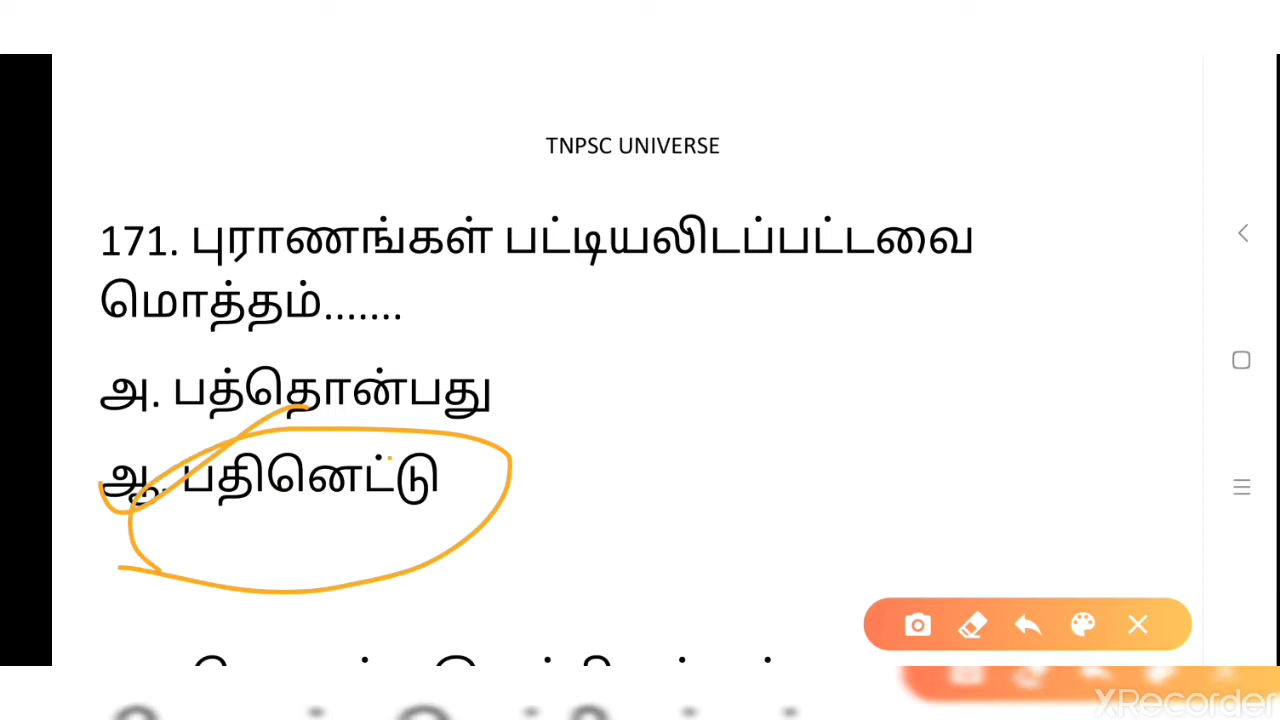 TNPSC UNIVERSE
171. புராணங்கள் பட்டியலிடப்பட்டவை
மொத்தம்.......
அ. பத்தொன்பது
ஆ. பதினெட்டு
XRecorder